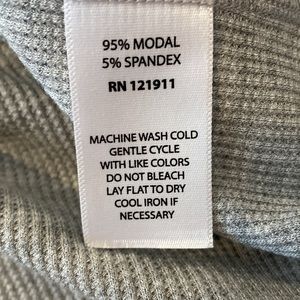 95% MODAL
5% SPANDEX
RN 121911
MACHINE WASH COLD
GENTLE CYCLE
WITH LIKE COLORS
DO NOT BLEACH
LAY FLAT TO DRY
COOL IRON IF
NECESSARY